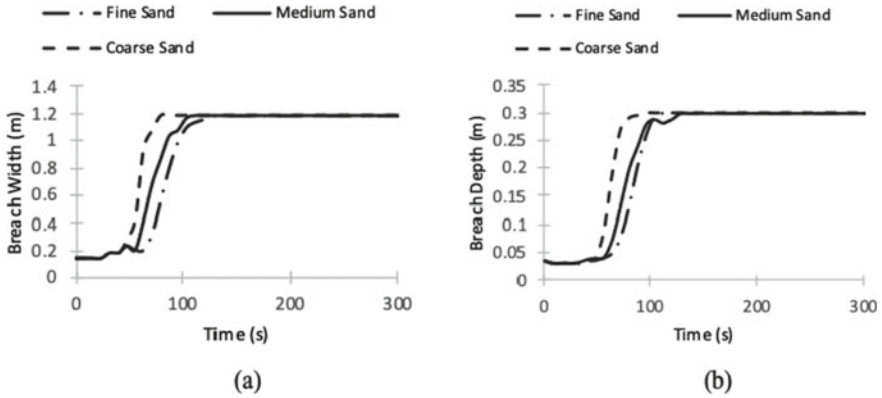 Fine Sand
Medium Sand
Coarse Sand
Breach Width (m)
1.4
1.2
1
0.8
0.6
0.4
0.2
0
0
100
200
300
Time (s)
(a)
Fine Sand
Medium Sand
Coarse Sand
Breach Depth (m)
0.35
0.3
0.25
0.2
0.15
0.1
0.05
0
0
100
200
300
Time (s)
(b)